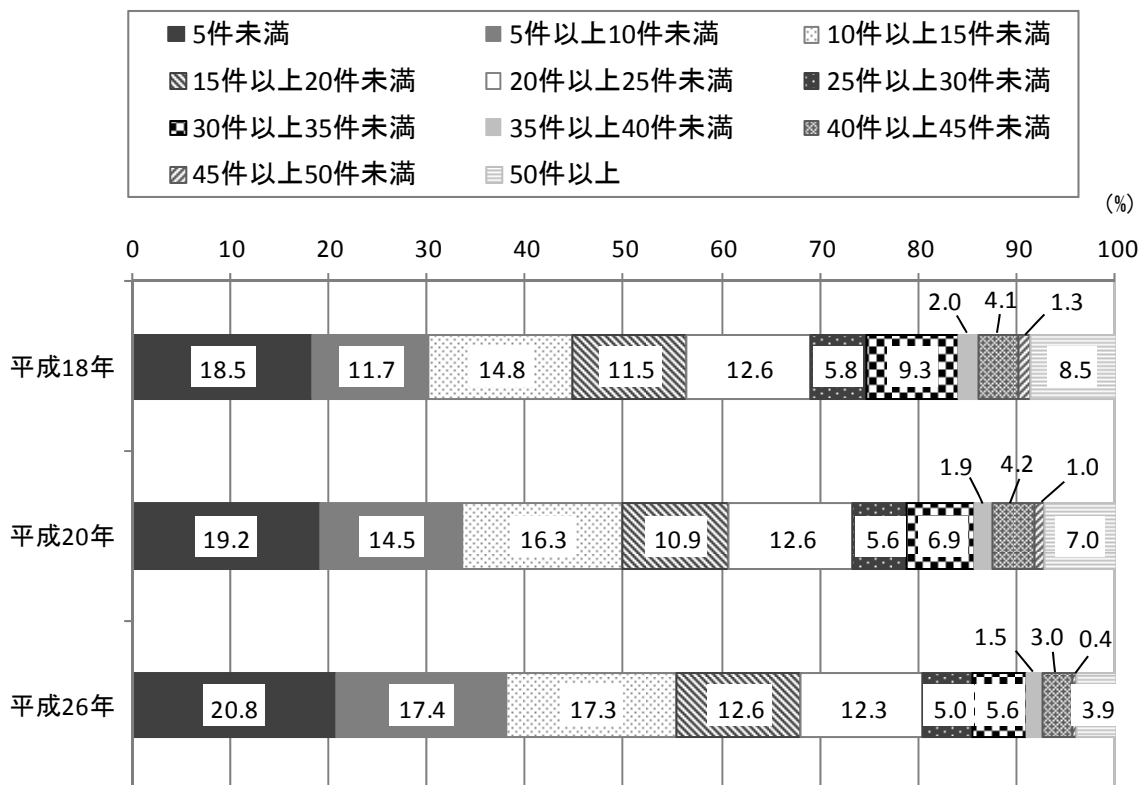 5件未満 5件以上10件未満 10件以上15件未満
15件以上20件未満 20件以上25件未満 25件以上30件未満
30件以上35件未満 35件以上40件未満 40件以上45件未満
45件以上50件未満 50件以上
(%)
0 10 20 30 40 50 60 70 80 90 100
2.0 4.1 1.3
平成18年 18.5 11.7 14.8 11.5 12.6 5.8 9.3 8.5
1.9 4.2 1.0
平成20年 19.2 14.5 16.3 10.9 12.6 5.6 6.9 7.0
1.5 3.0 0.4
平成26年 20.8 17.4 17.3 12.6 12.3 5.0 5.6 3.9